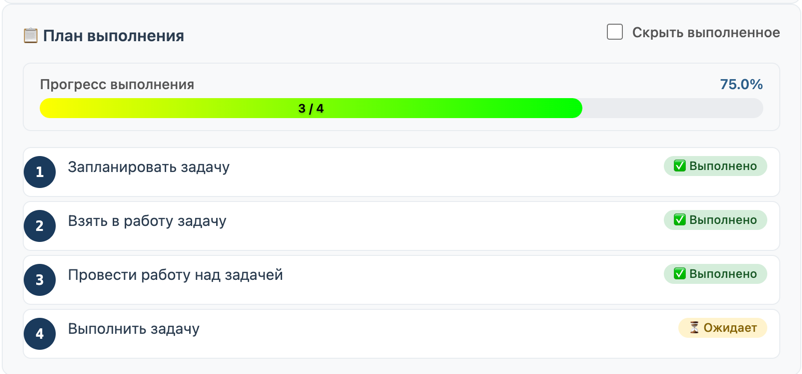 📋 План выполнения
Скрыть выполненное
Прогресс выполнения
75.0%
3 / 4
1 Запланировать задачу ✅ Выполнено
2 Взять в работу задачу ✅ Выполнено
3 Провести работу над задачей ✅ Выполнено
4 Выполнить задачу ⏳ Ожидает